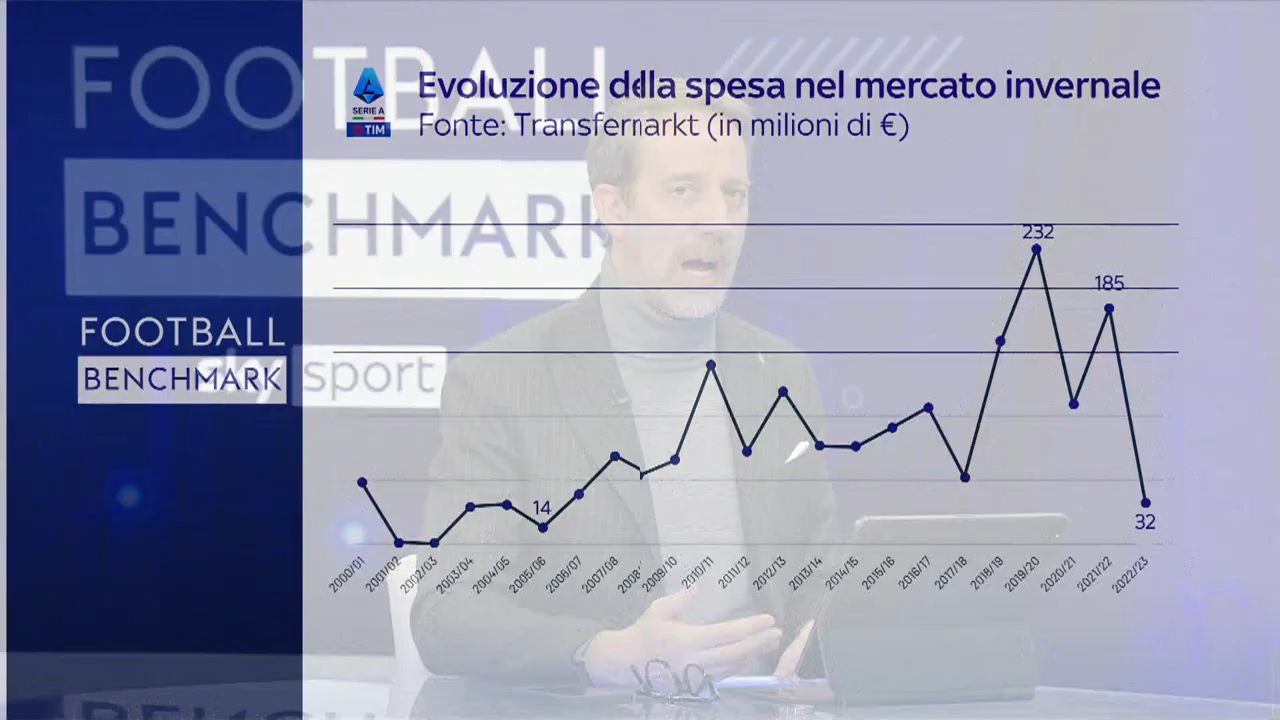 FOOTBALL
BENCHMARK
FOOTBALL
BENCHMARK
sky sport
SERIE A
TIM
Evoluzione della spesa nel mercato invernale
Fonte: Transfermarkt (in milioni di €)
232
185
14
32
2000/01
2001/02
2002/03
2003/04
2004/05
2005/06
2006/07
2007/08
2009/10
2010/11
2011/12
2012/13
2013/14
2014/15
2015/16
2016/17
2017/18
2018/19
2019/20
2020/21
2021/22
2022/23